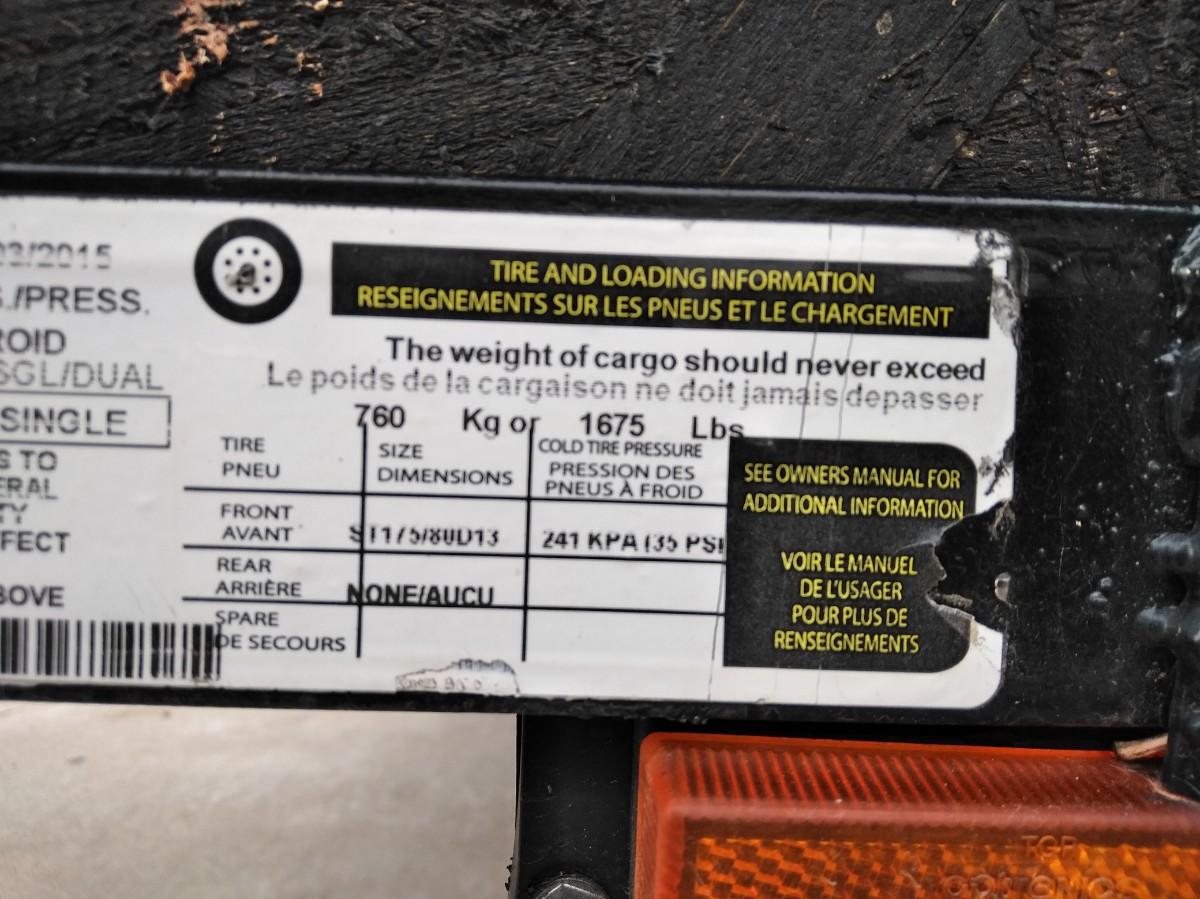 03/2015
S./PRESS.
ROID
SGL/DUAL
SINGLE
S TO
ERAL
TY
FECT
BOVE
TIRE AND LOADING INFORMATION
RESEIGNEMENTS SUR LES PNEUS ET LE CHARGEMENT
The weight of cargo should never exceed
Le poids de la cargaison ne doit jamais depasser
760 Kg or 1675 Lbs
TIRE SIZE COLD TIRE PRESSURE
PNEU DIMENSIONS PRESSION DES
PNEUS À FROID
FRONT
AVANT ST175/80D13 241 KPA (35 PSI
REAR
ARRIÈRE NONE/AUCU
SPARE
DE SECOURS
SEE OWNERS MANUAL FOR
ADDITIONAL INFORMATION
VOIR LE MANUEL
DE L'USAGER
POUR PLUS DE
RENSEIGNEMENTS